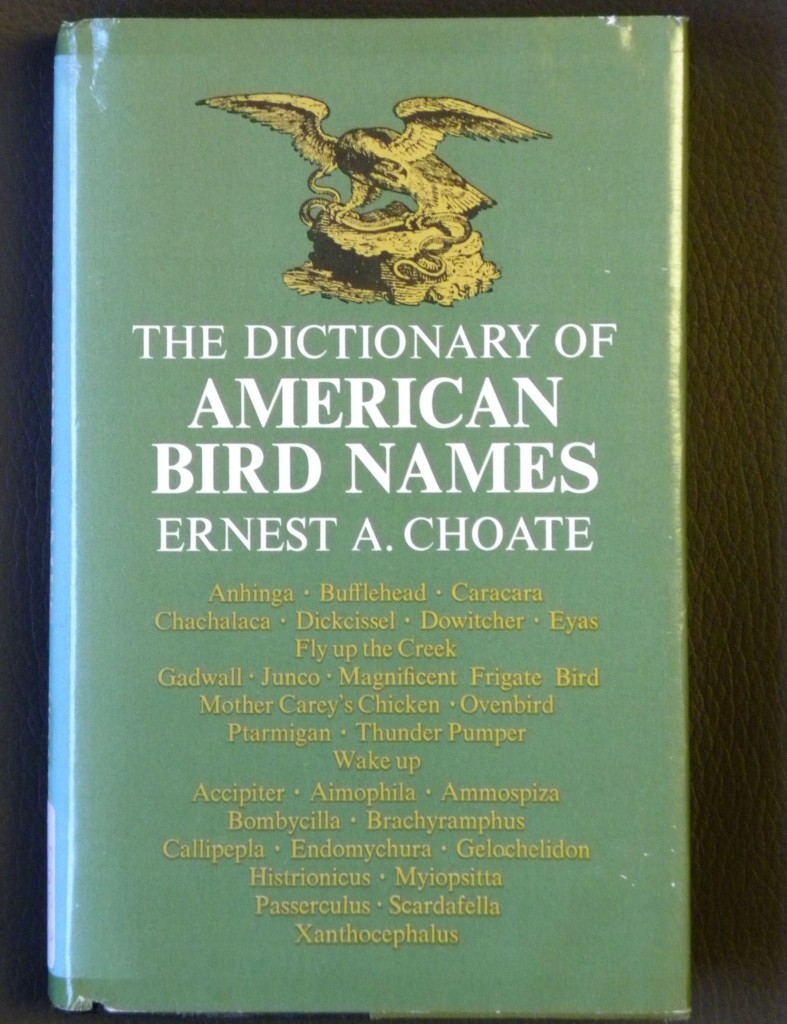 THE DICTIONARY OF
AMERICAN
BIRD NAMES
ERNEST A. CHOATE
Anhinga · Bufflehead · Caracara
Chachalaca · Dickcissel · Dowitcher · Eyas
Fly up the Creek
Gadwall · Junco · Magnificent Frigate Bird
Mother Carey's Chicken · Ovenbird
Ptarmigan · Thunder Pumper
Wake up
Accipiter · Aimophila · Ammospiza
Bombycilla · Brachyramphus
Callipepla · Endomychura · Gelochelidon
Histrionicus · Myiopsitta
Passerculus · Scardafella
Xanthocephalus